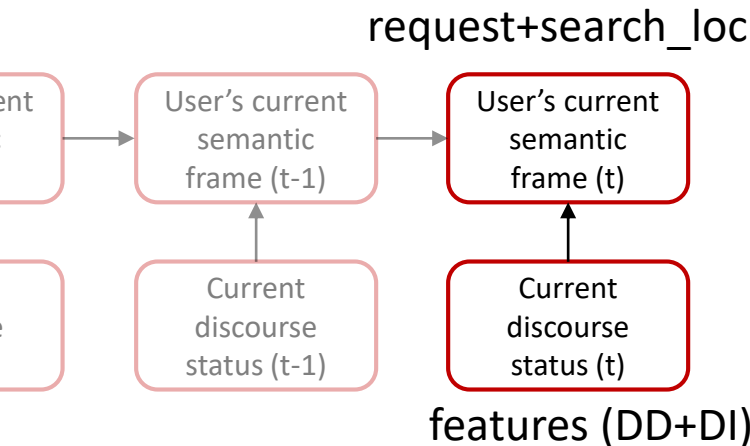 request+search_loc
User's current
semantic
frame (t-1)
User's current
semantic
frame (t)
Current
discourse
status (t-1)
Current
discourse
status (t)
features (DD+DI)